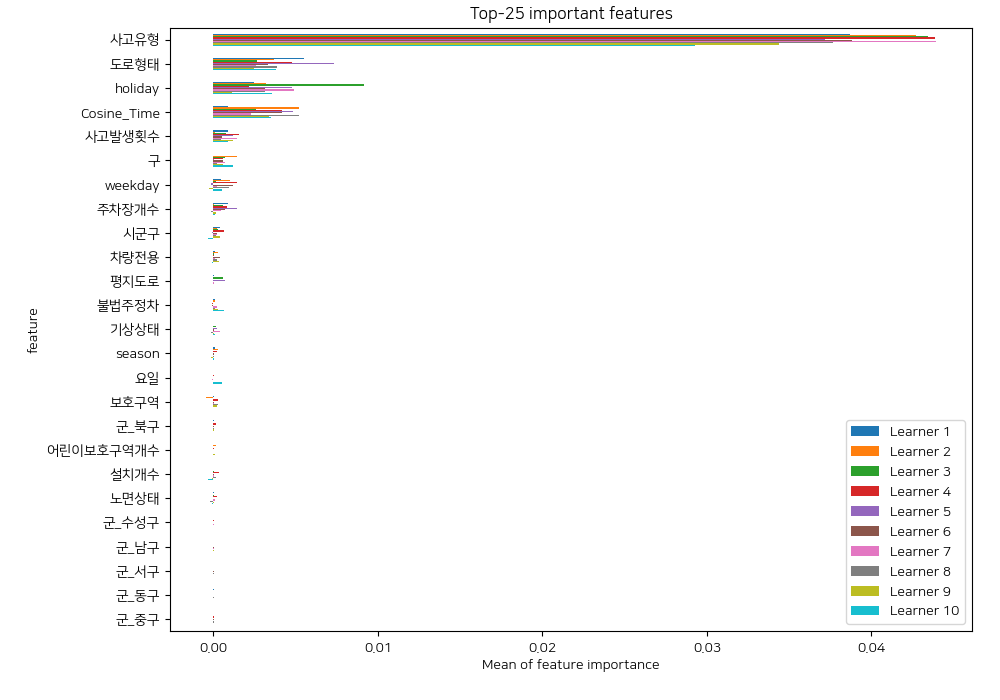 Top-25 important features
feature
사고유형
도로형태
holiday
Cosine_Time
사고발생횟수
구
weekday
주차장개수
시군구
차량전용
평지도로
불법주정차
기상상태
season
요일
보호구역
군_북구
어린이보호구역개수
설치개수
노면상태
군_수성구
군_남구
군_서구
군_동구
군_중구
Learner 1
Learner 2
Learner 3
Learner 4
Learner 5
Learner 6
Learner 7
Learner 8
Learner 9
Learner 10
0.00 0.01 0.02 0.03 0.04
Mean of feature importance